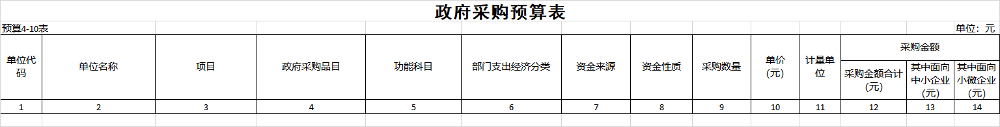 政府采购预算表
预算4-10表 单位：元
单位代码 单位名称 项目 政府采购品目 功能科目 部门支出经济分类 资金来源 资金性质 采购数量 单价(元) 计量单位 采购金额
采购金额合计(元) 其中面向中小企业(元) 其中面向小微企业(元)
1 2 3 4 5 6 7 8 9 10 11 12 13 14